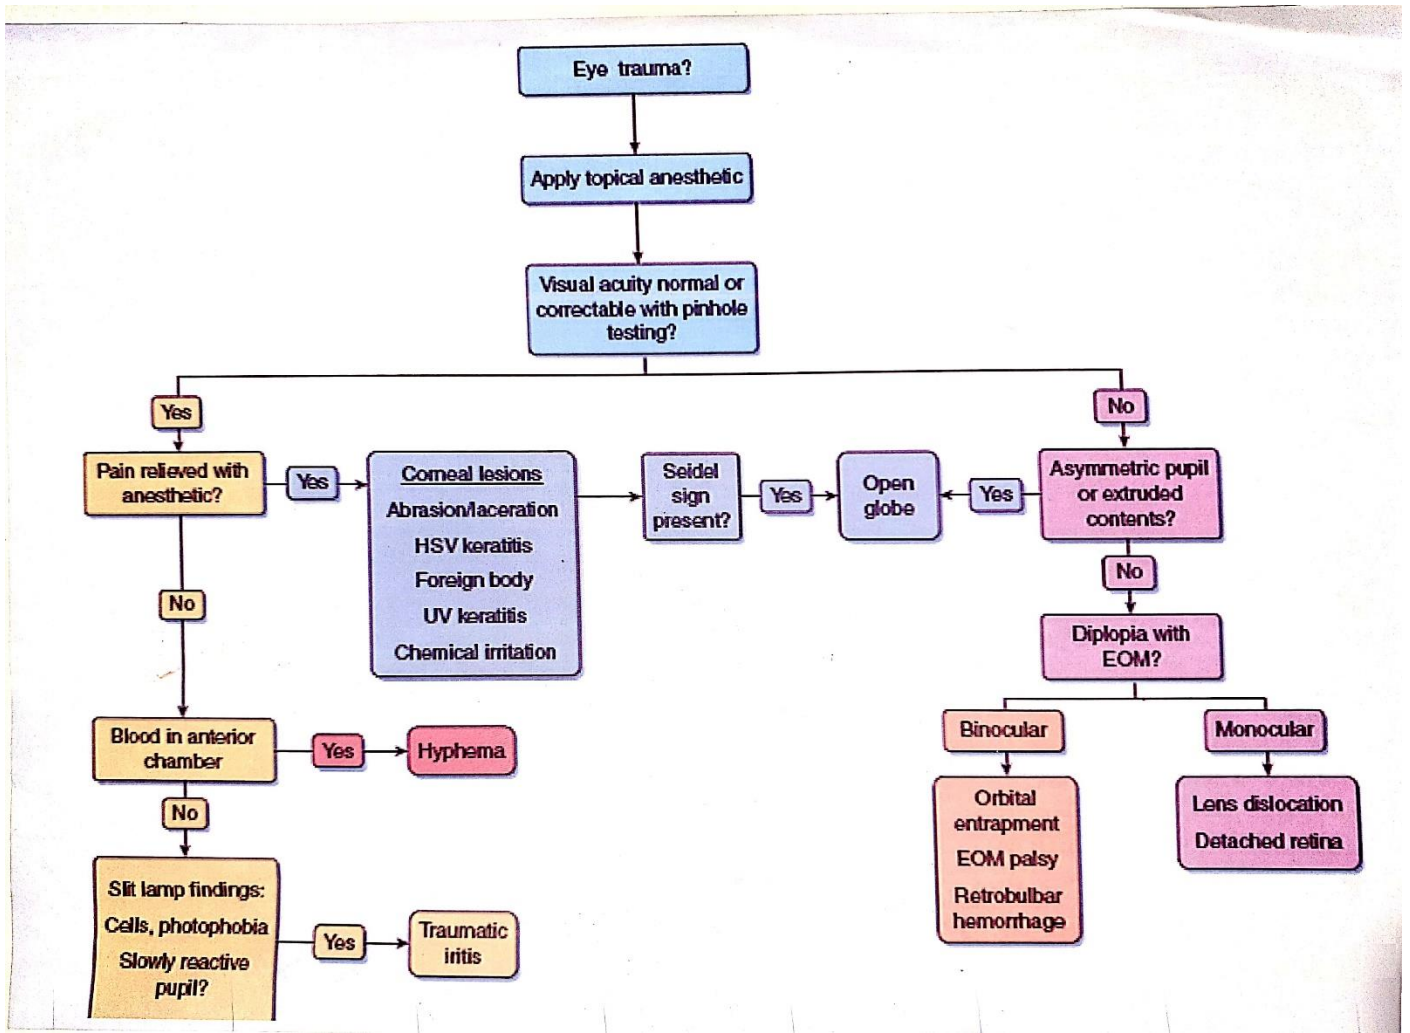 Eye trauma?
Apply topical anesthetic
Visual acuity normal or
correctable with pinhole
testing?
Yes
No
Pain relieved with
anesthetic?
Yes
Corneal lesions
Abrasion/laceration
HSV keratitis
Foreign body
UV keratitis
Chemical irritation
Seidel
sign
present?
Yes
Open
globe
Yes
Asymmetric pupil
or extruded
contents?
No
No
Diplopia with
EOM?
Blood in anterior
chamber
Yes
Hyphema
Binocular
Monocular
Orbital
entrapment
EOM palsy
Retrobulbar
hemorrhage
Lens dislocation
Detached retina
No
Slit lamp findings:
Cells, photophobia
Slowly reactive
pupil?
Yes
Traumatic
iritis